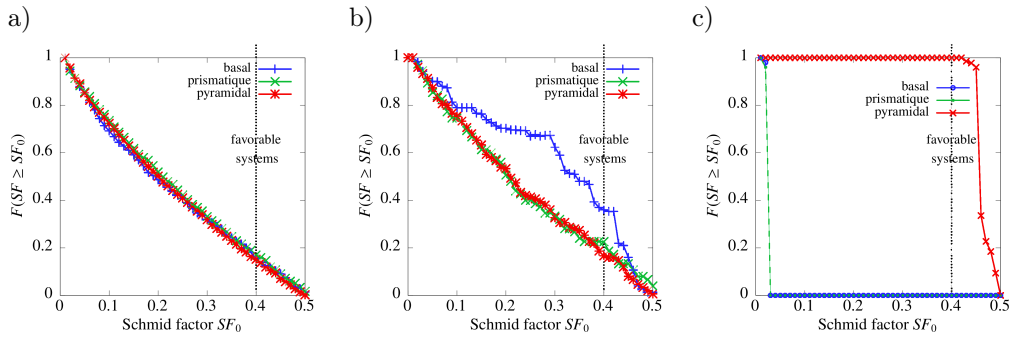 a)
F(SF ≥ SF₀)
1
0.8
0.6
0.4
0.2
0
0
0.1
0.2
0.3
0.4
0.5
Schmid factor SF₀
basal
prismatique
pyramidal
favorable
systems
b)
F(SF ≥ SF₀)
1
0.8
0.6
0.4
0.2
0
0
0.1
0.2
0.3
0.4
0.5
Schmid factor SF₀
basal
prismatique
pyramidal
favorable
systems
c)
F(SF ≥ SF₀)
1
0.8
0.6
0.4
0.2
0
0
0.1
0.2
0.3
0.4
0.5
Schmid factor SF₀
basal
prismatique
pyramidal
favorable
systems